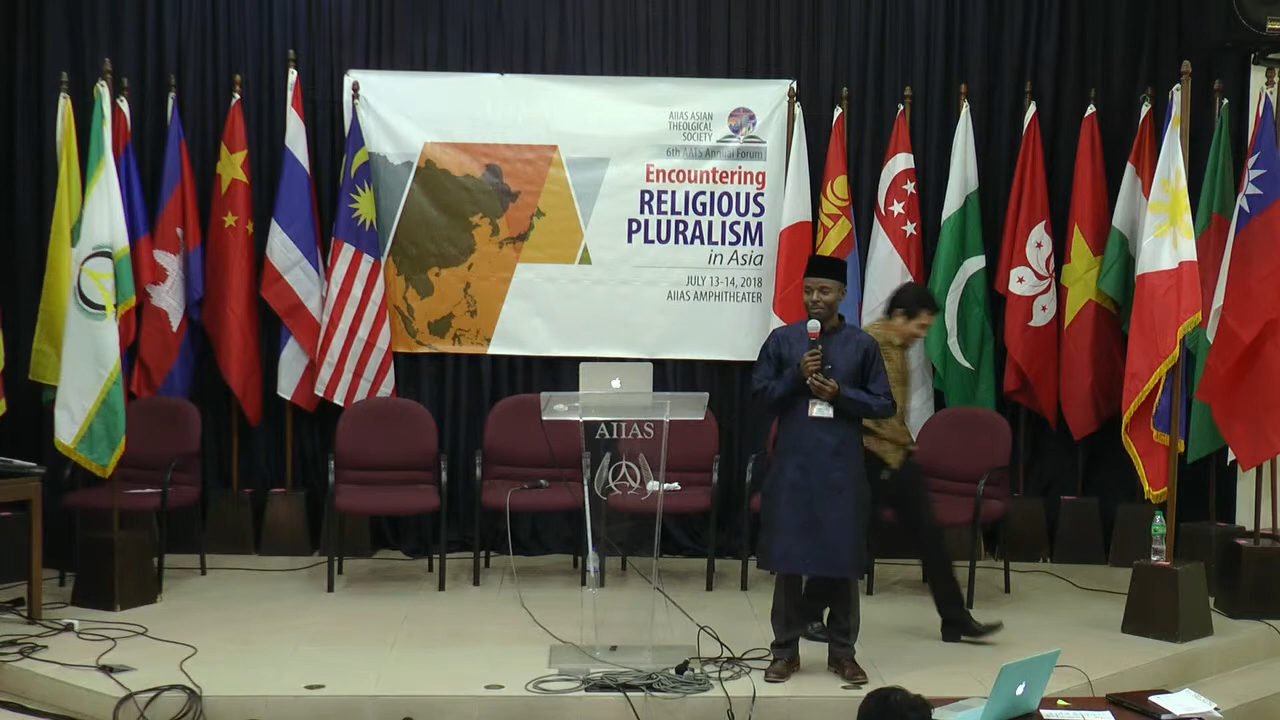 AIIAS ASIAN
THEOLGICAL
SOCIETY
6th AATS Annual Forum
Encountering
RELIGIOUS
PLURALISM
in Asia
JULY 13-14, 2018
AIIAS AMPHITHEATER
AIIAS